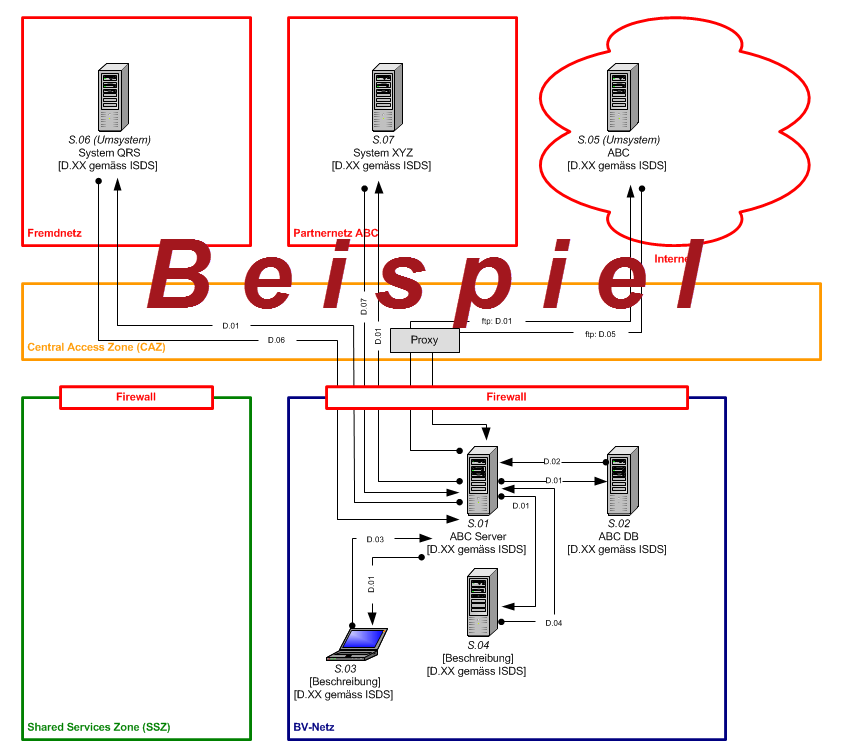 S.06 (Umsystem)
System QRS
[D.XX gemäss ISDS]
Fremdnetz
S.07
System XYZ
[D.XX gemäss ISDS]
Partnernetz ABC
S.05 (Umsystem)
ABC
[D.XX gemäss ISDS]
Internet
Beispiel
D.01
D.06
D.07
D.01
ftp: D.01
ftp: D.05
Proxy
Central Access Zone (CAZ)
Firewall
Shared Services Zone (SSZ)
Firewall
S.01
ABC Server
[D.XX gemäss ISDS]
D.02
D.01
D.01
S.02
ABC DB
[D.XX gemäss ISDS]
D.03
D.01
D.04
S.03
[Beschreibung]
[D.XX gemäss ISDS]
S.04
[Beschreibung]
[D.XX gemäss ISDS]
BV-Netz